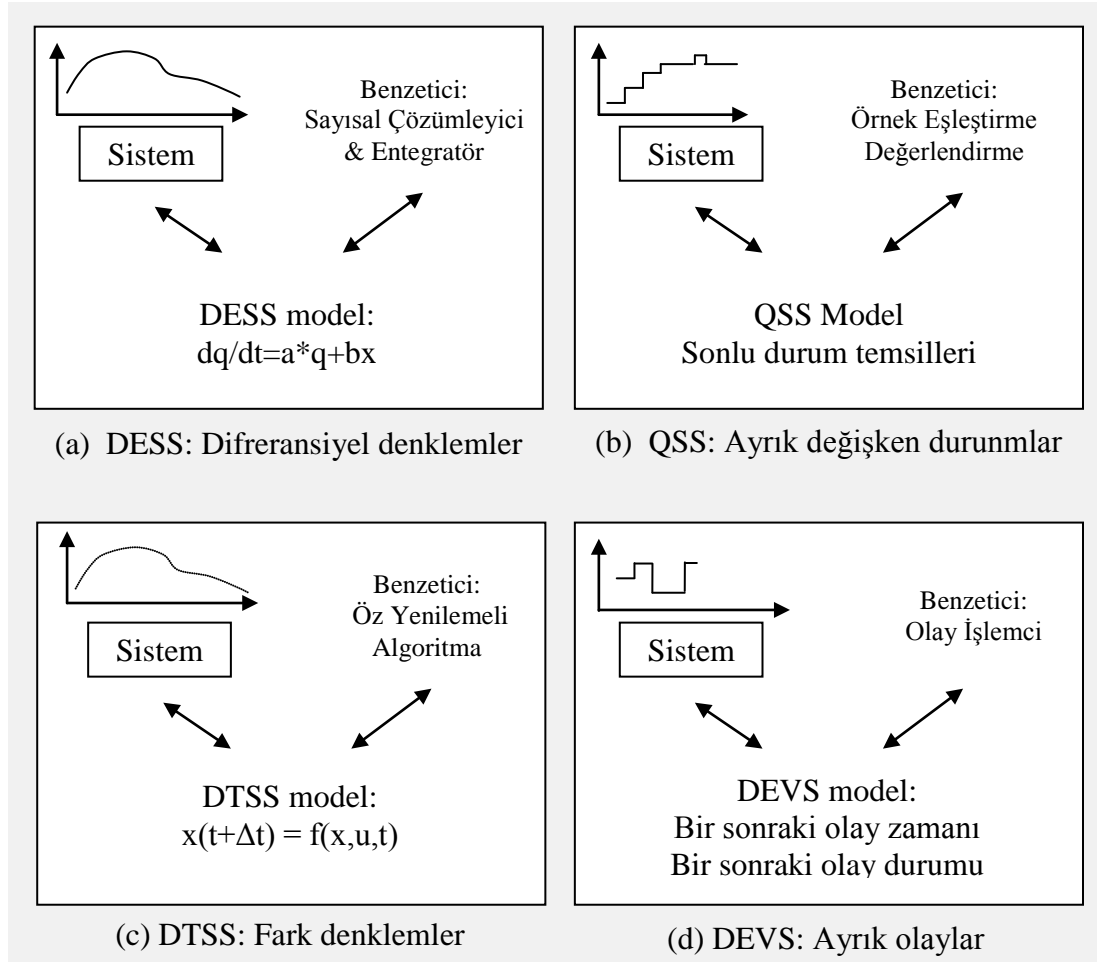 Benzetici:
Sayısal Çözümleyici
& Entegratör
Sistem
DESS model:
dq/dt=a*q+bx
(a) DESS: Difreransiyel denklemler
Benzetici:
Örnek Eşleştirme
Değerlendirme
Sistem
QSS Model
Sonlu durum temsilleri
(b) QSS: Ayrık değişken durunmlar
Benzetici:
Öz Yenilemeli
Algoritma
Sistem
DTSS model:
x(t+Δt) = f(x,u,t)
(c) DTSS: Fark denklemler
Benzetici:
Olay İşlemci
Sistem
DEVS model:
Bir sonraki olay zamanı
Bir sonraki olay durumu
(d) DEVS: Ayrık olaylar